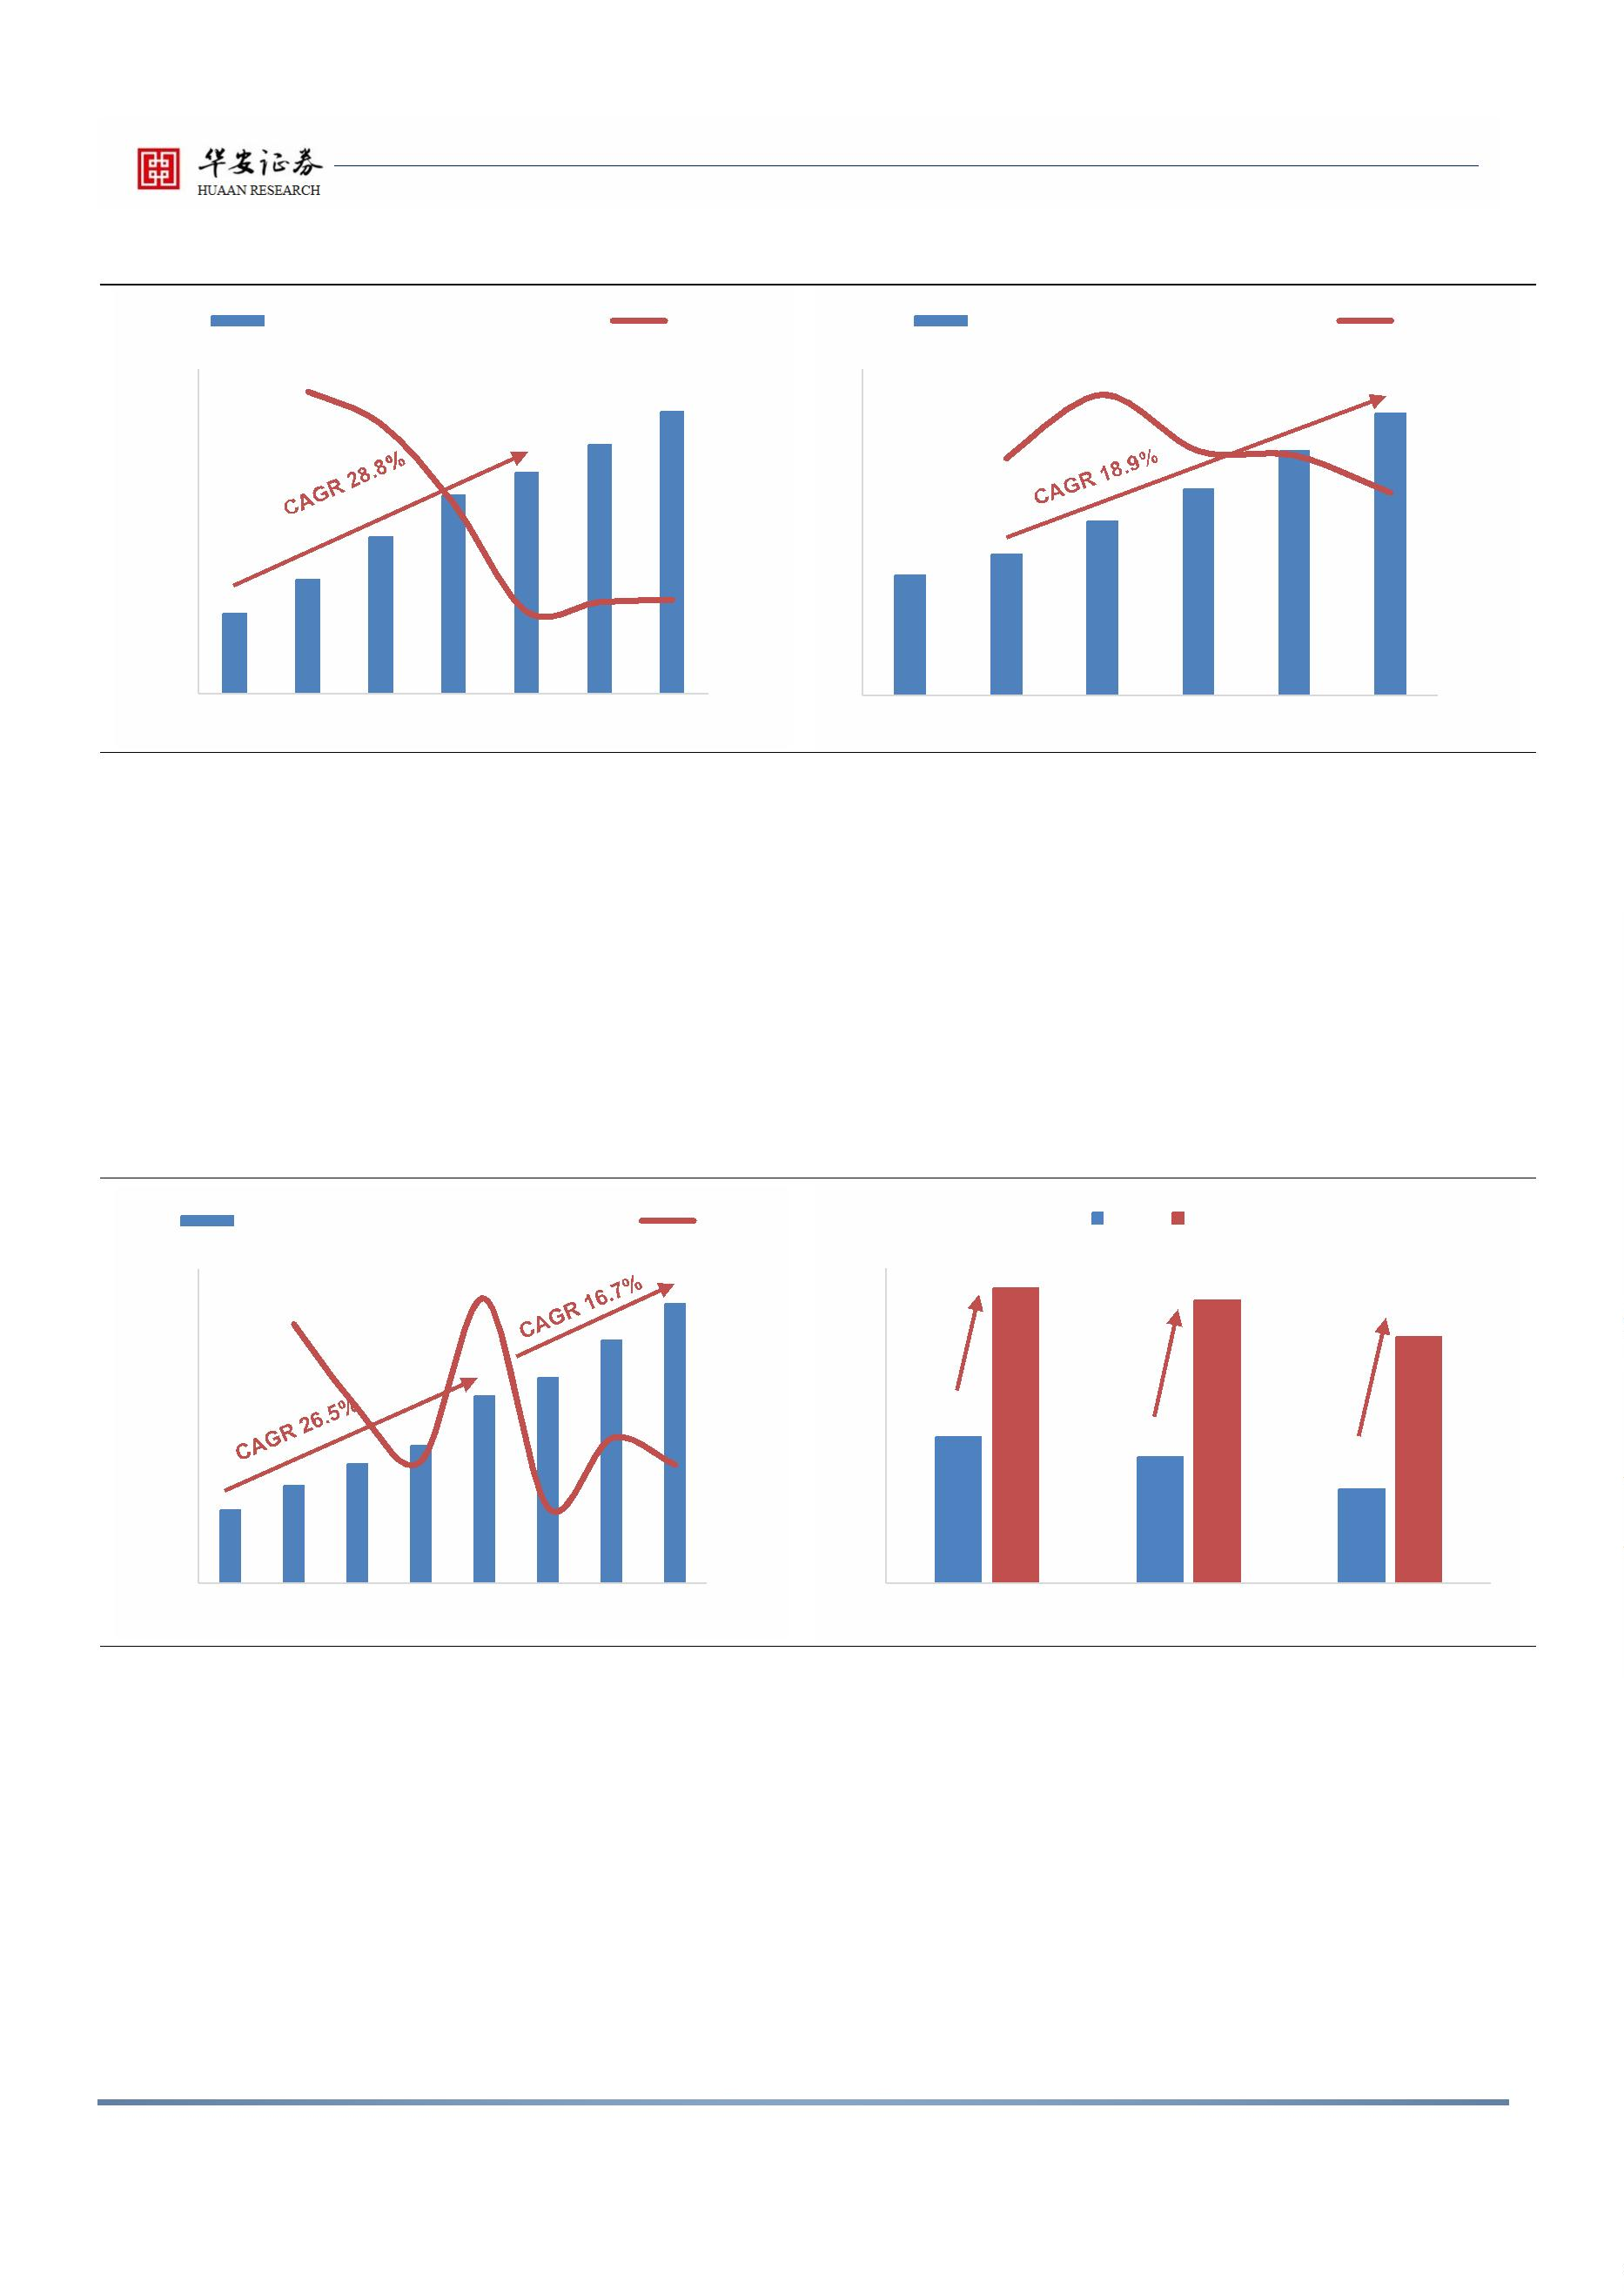 华安证券
HUAAN RESEARCH
CAGR 28.8%
CAGR 18.9%
CAGR 16.7%
CAGR 26.5%